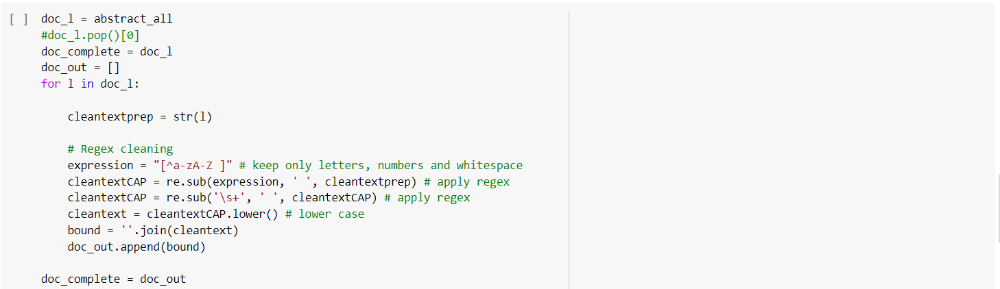 [ ] doc_l = abstract_all
#doc_l.pop()[0]
doc_complete = doc_l
doc_out = []
for l in doc_l:
cleantextprep = str(l)
# Regex cleaning
expression = "[^a-zA-Z ]" # keep only letters, numbers and whitespace
cleantextCAP = re.sub(expression, ' ', cleantextprep) # apply regex
cleantextCAP = re.sub('\s+', ' ', cleantextCAP) # apply regex
cleantext = cleantextCAP.lower() # lower case
bound = ''.join(cleantext)
doc_out.append(bound)
doc_complete = doc_out